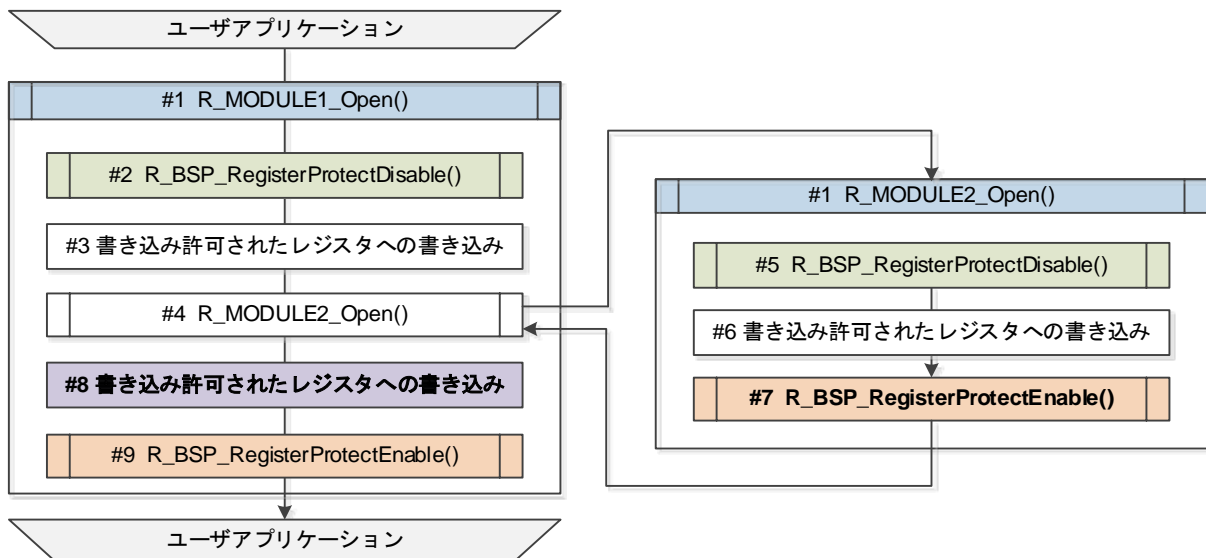 ユーザアプリケーション
#1 R_MODULE1_Open()
#2 R_BSP_RegisterProtectDisable()
#3 書き込み許可されたレジスタへの書き込み
#4 R_MODULE2_Open()
#8 書き込み許可されたレジスタへの書き込み
#9 R_BSP_RegisterProtectEnable()
ユーザアプリケーション
#1 R_MODULE2_Open()
#5 R_BSP_RegisterProtectDisable()
#6 書き込み許可されたレジスタへの書き込み
#7 R_BSP_RegisterProtectEnable()